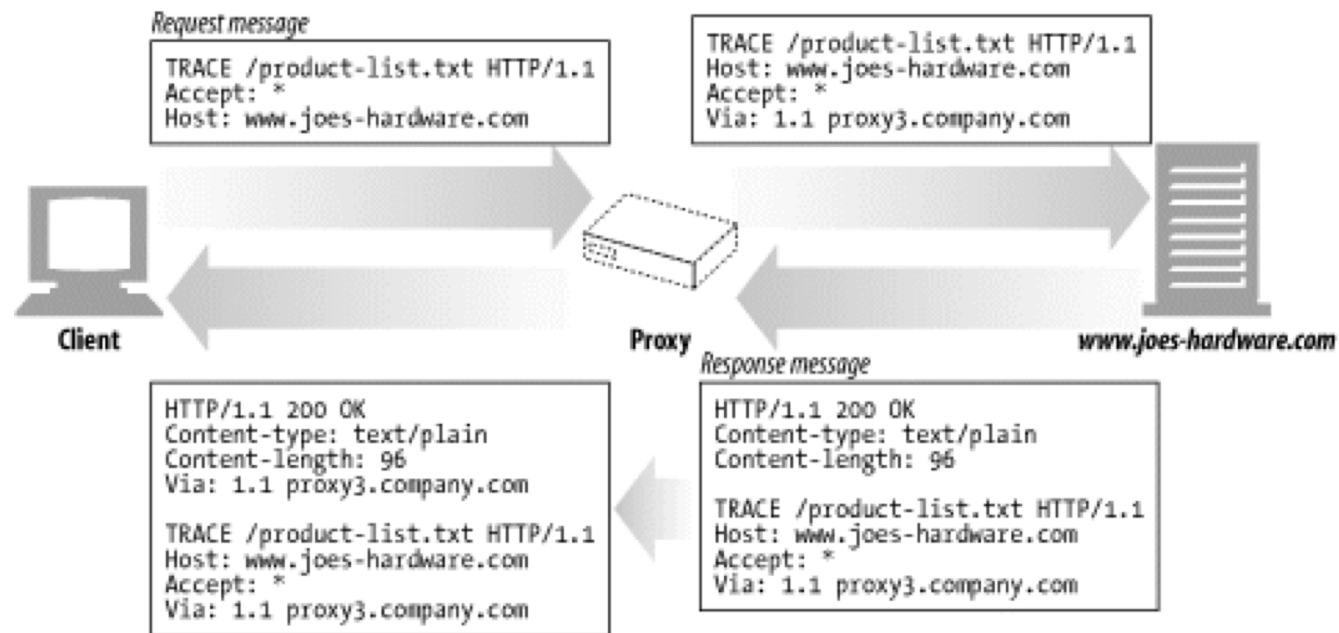 Request message
TRACE /product-list.txt HTTP/1.1
Accept: *
Host: www.joes-hardware.com
TRACE /product-list.txt HTTP/1.1
Host: www.joes-hardware.com
Accept: *
Via: 1.1 proxy3.company.com
Client
Proxy
www.joes-hardware.com
Response message
HTTP/1.1 200 OK
Content-type: text/plain
Content-length: 96
Via: 1.1 proxy3.company.com
TRACE /product-list.txt HTTP/1.1
Host: www.joes-hardware.com
Accept: *
Via: 1.1 proxy3.company.com
HTTP/1.1 200 OK
Content-type: text/plain
Content-length: 96
TRACE /product-list.txt HTTP/1.1
Host: www.joes-hardware.com
Accept: *
Via: 1.1 proxy3.company.com